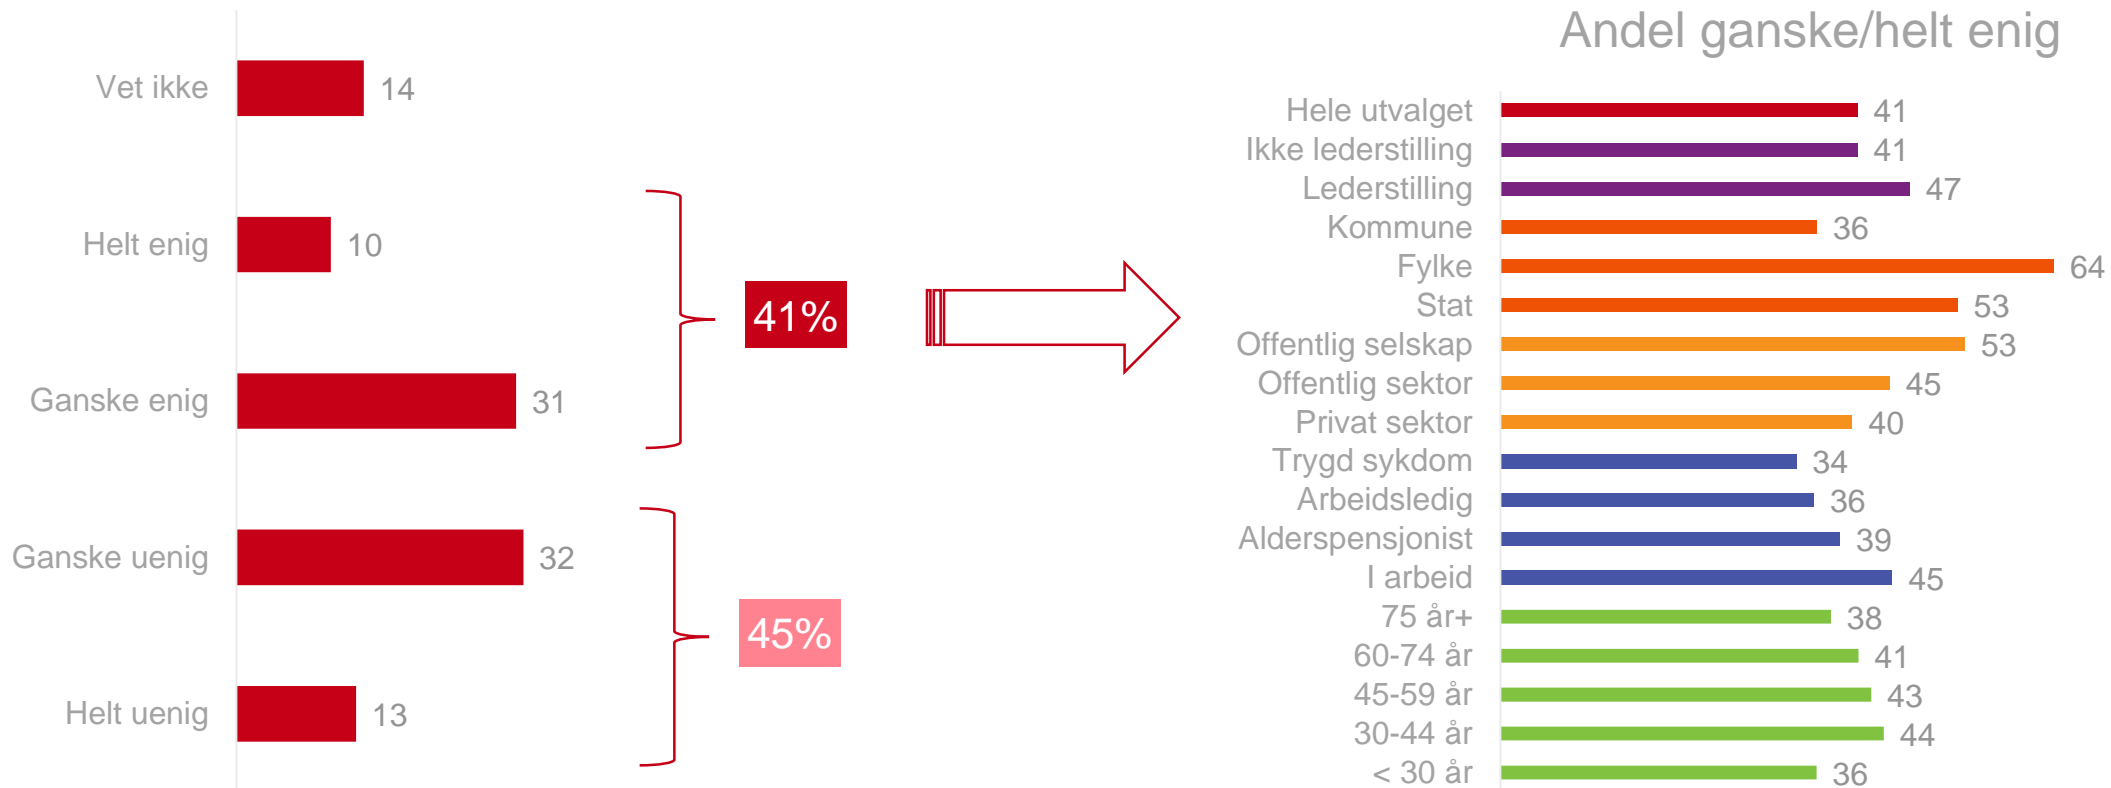 Vet ikke 14
Helt enig 10
Ganske enig 31
Ganske uenig 32
Helt uenig 13
41%
45%
Andel ganske/helt enig
Hele utvalget 41
Ikke lederstilling 41
Lederstilling 47
Kommune 36
Fylke 64
Stat 53
Offentlig selskap 53
Offentlig sektor 45
Privat sektor 40
Trygd sykdom 34
Arbeidsledig 36
Alderspensjonist 39
I arbeid 45
75 år+ 38
60-74 år 41
45-59 år 43
30-44 år 44
< 30 år 36